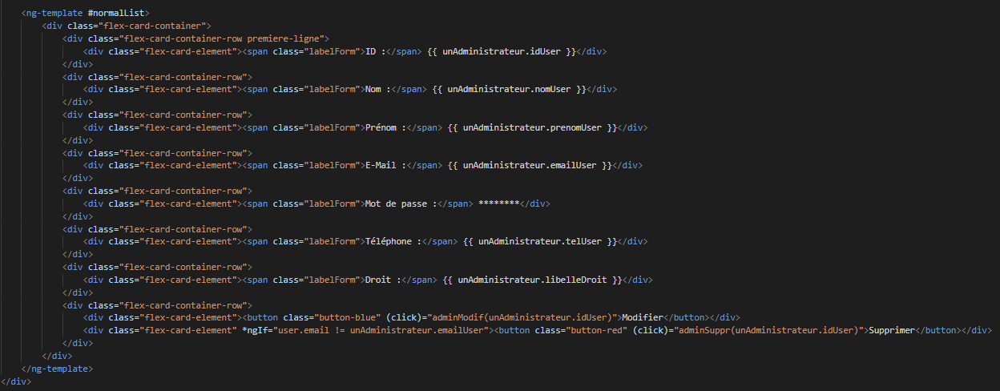 <ng-template #normalList>
<div class="flex-card-container">
<div class="flex-card-container-row premiere-ligne">
<div class="flex-card-element"><span class="labelForm">ID :</span> {{ unAdministrateur.idUser }}</div>
</div>
<div class="flex-card-container-row">
<div class="flex-card-element"><span class="labelForm">Nom :</span> {{ unAdministrateur.nomUser }}</div>
</div>
<div class="flex-card-container-row">
<div class="flex-card-element"><span class="labelForm">Prénom :</span> {{ unAdministrateur.prenomUser }}</div>
</div>
<div class="flex-card-container-row">
<div class="flex-card-element"><span class="labelForm">E-Mail :</span> {{ unAdministrateur.emailUser }}</div>
</div>
<div class="flex-card-container-row">
<div class="flex-card-element"><span class="labelForm">Mot de passe :</span> ********</div>
</div>
<div class="flex-card-container-row">
<div class="flex-card-element"><span class="labelForm">Téléphone :</span> {{ unAdministrateur.telUser }}</div>
</div>
<div class="flex-card-container-row">
<div class="flex-card-element"><span class="labelForm">Droit :</span> {{ unAdministrateur.libelleDroit }}</div>
</div>
<div class="flex-card-container-row">
<div class="flex-card-element"><button class="button-blue" (click)="adminModif(unAdministrateur.idUser)">Modifier</button></div>
<div class="flex-card-element" *ngIf="user.email != unAdministrateur.emailUser"><button class="button-red" (click)="adminSuppr(unAdministrateur.idUser)">Supprimer</button></div>
</div>
</div>
</ng-template>
</div>